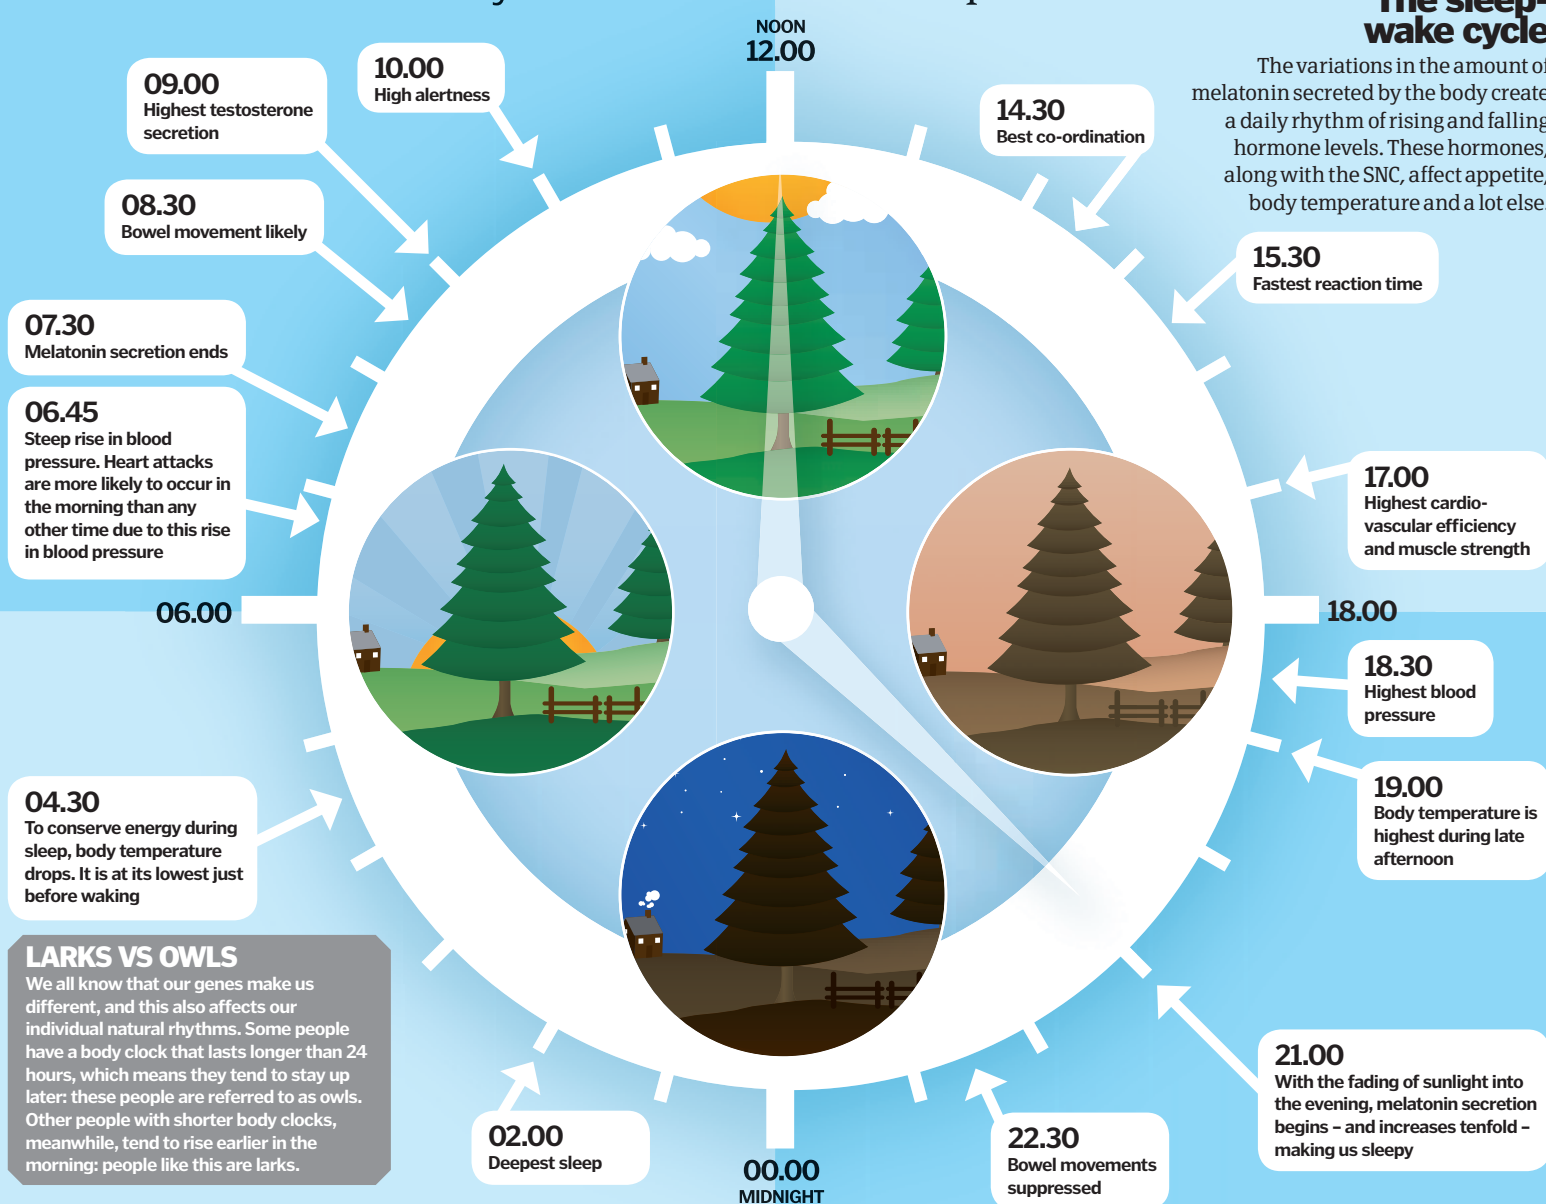 The sleep-
wake cycle
The variations in the amount of
melatonin secreted by the body create
a daily rhythm of rising and falling
hormone levels. These hormones,
along with the SNC, affect appetite,
body temperature and a lot else.
NOON
12.00
14.30
Best co-ordination
15.30
Fastest reaction time
17.00
Highest cardio-
vascular efficiency
and muscle strength
18.00
18.30
Highest blood
pressure
19.00
Body temperature is
highest during late
afternoon
21.00
With the fading of sunlight into
the evening, melatonin secretion
begins – and increases tenfold –
making us sleepy
22.30
Bowel movements
suppressed
00.00
MIDNIGHT
02.00
Deepest sleep
04.30
To conserve energy during
sleep, body temperature
drops. It is at its lowest just
before waking
06.00
06.45
Steep rise in blood
pressure. Heart attacks
are more likely to occur in
the morning than any
other time due to this rise
in blood pressure
07.30
Melatonin secretion ends
08.30
Bowel movement likely
09.00
Highest testosterone
secretion
10.00
High alertness
LARKS VS OWLS
We all know that our genes make us
different, and this also affects our
individual natural rhythms. Some people
have a body clock that lasts longer than 24
hours, which means they tend to stay up
later: these people are referred to as owls.
Other people with shorter body clocks,
meanwhile, tend to rise earlier in the
morning: people like this are larks.